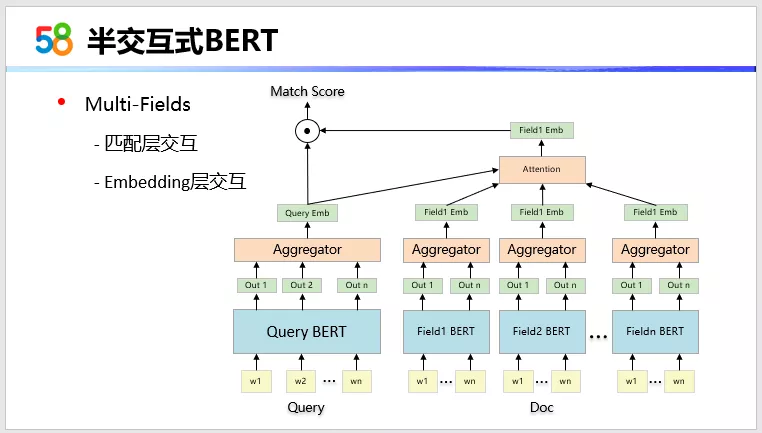 58 半交互式BERT
• Multi-Fields
- 匹配层交互
- Embedding层交互
Match Score
Field1 Emb
Attention
Query Emb Field1 Emb Field1 Emb Field1 Emb
Aggregator Aggregator Aggregator Aggregator
Out 1 Out 2 Out n Out 1 Out n Out 1 Out n Out 1 Out n
Query BERT Field1 BERT Field2 BERT ... Fieldn BERT
w1 w2 ... wn w1 ... wn w1 ... wn w1 ... wn
Query Doc